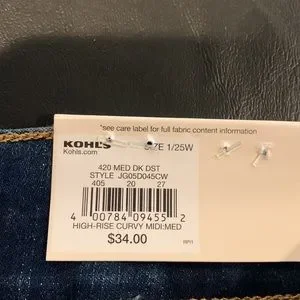 *see care label for full fabric content information
KOHL'S SIZE 1/25W
Kohls.com
420 MED DK DST
STYLE JG05D045CW
405 20 27
4 00784 09455 2
HIGH-RISE CURVY MIDI:MED
$34.00